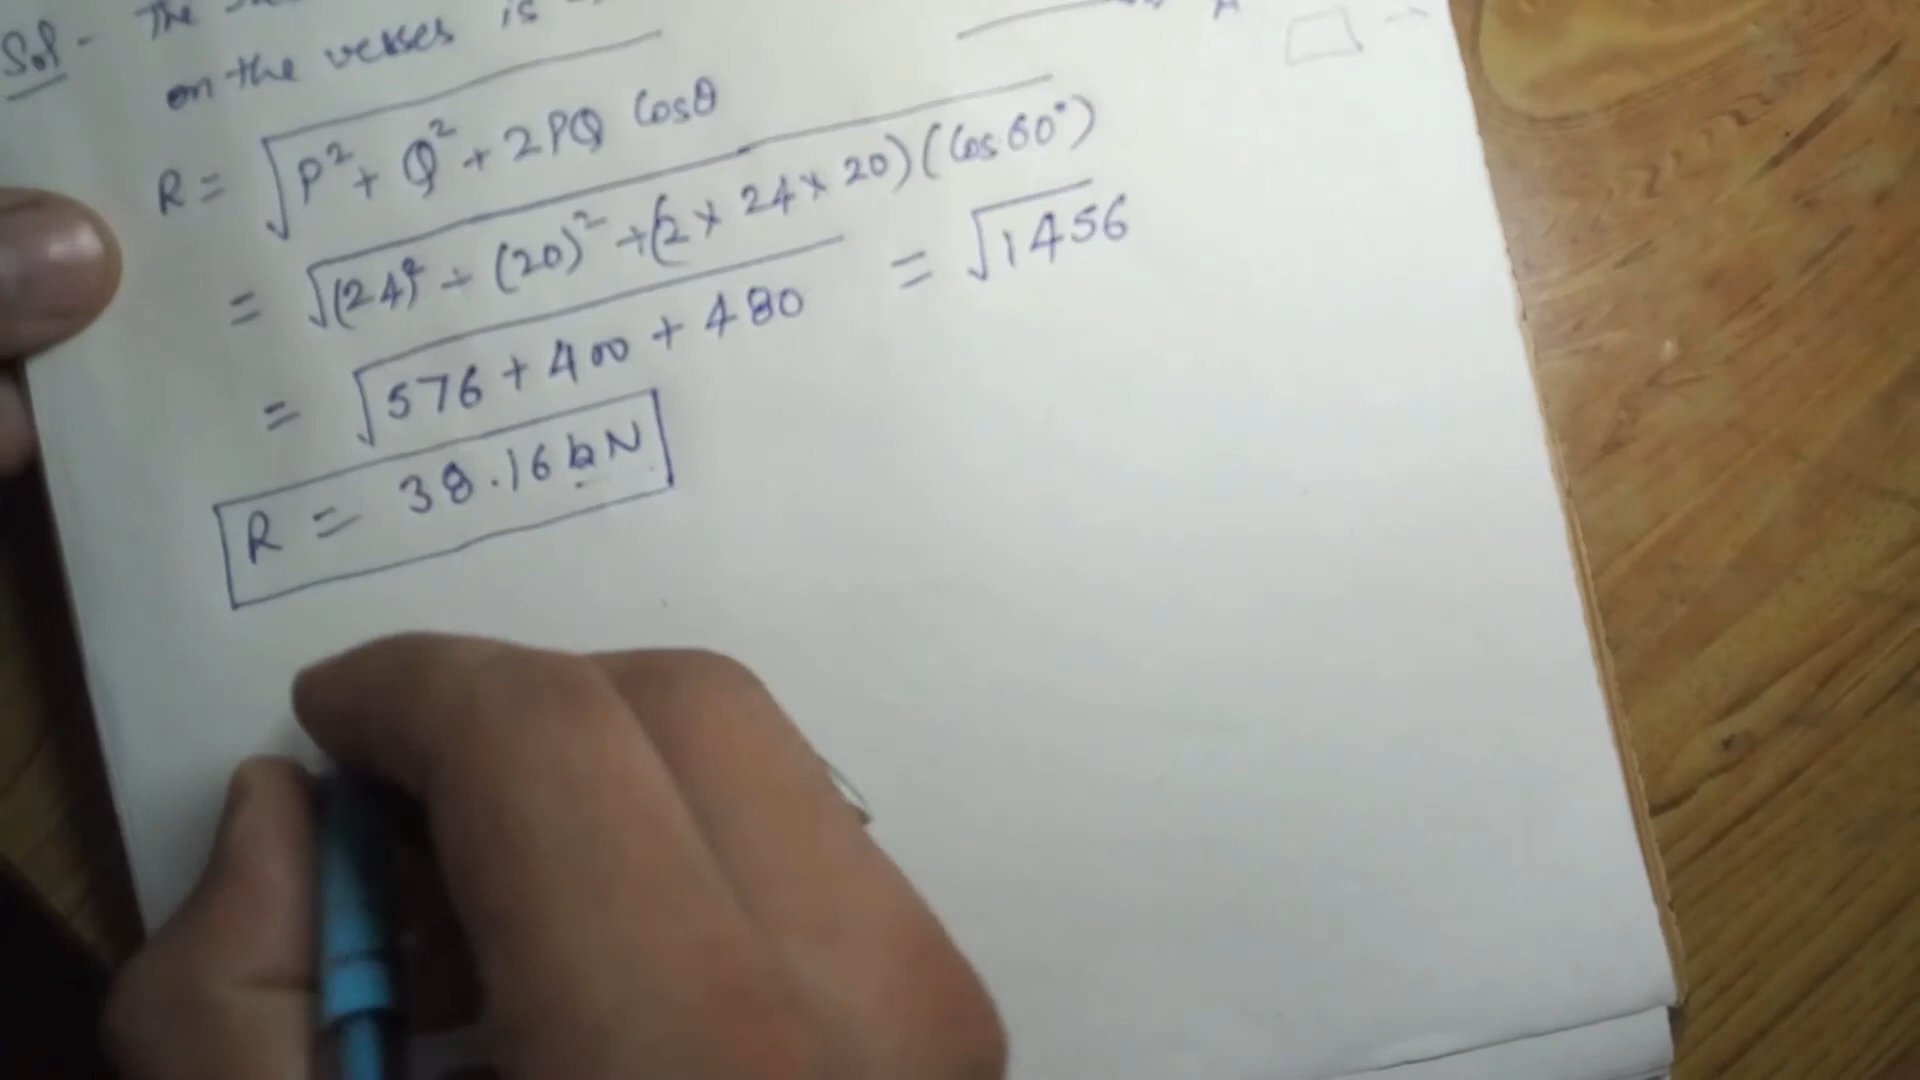 Sol - The
on the verses is
R = √P² + Q² + 2PQ Cosθ
= √(24)² + (20)² + (2 × 24 × 20) (Cos 60°)
= √576 + 400 + 480 = √1456
R = 38.16 kN